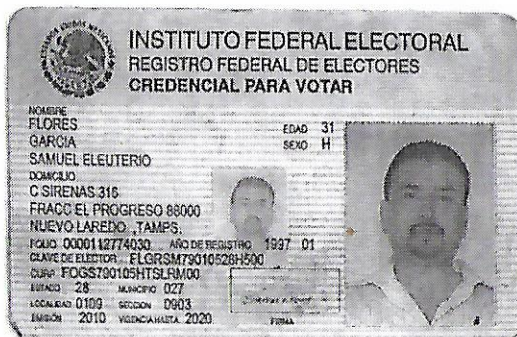 INSTITUTO FEDERAL ELECTORAL
REGISTRO FEDERAL DE ELECTORES
CREDENCIAL PARA VOTAR
NOMBRE
FLORES
GARCIA
SAMUEL ELEUTERIO
EDAD 31
SEXO H
DOMICILIO
C SIRENAS 316
FRACC EL PROGRESO 88000
NUEVO LAREDO ,TAMPS.
FOLIO 0000112774030 AÑO DE REGISTRO 1997 01
CLAVE DE ELECTOR FLGRSM79010528H500
CURP FOGS790105HTSLRM00
ESTADO 28 MUNICIPIO 027
LOCALIDAD 0109 SECCION 0903
EMISIÓN 2010 VIGENCIA HASTA 2020
FIRMA